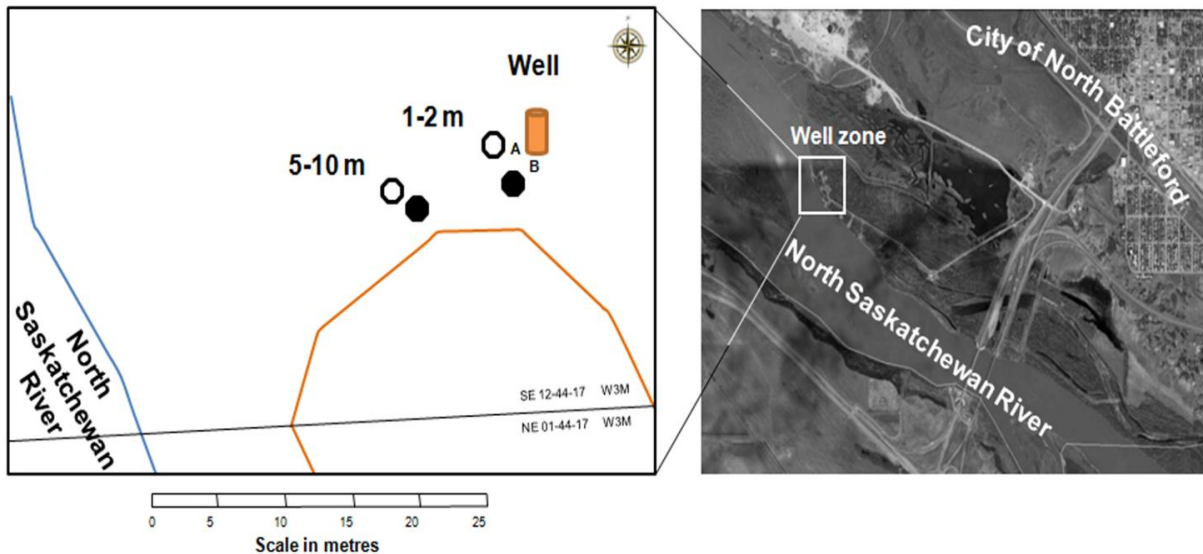 Well
1-2 m
A
B
5-10 m
North
Saskatchewan
River
SE 12-44-17 W3M
NE 01-44-17 W3M
0 5 10 15 20 25
Scale in metres
City of North Battleford
Well zone
North Saskatchewan River